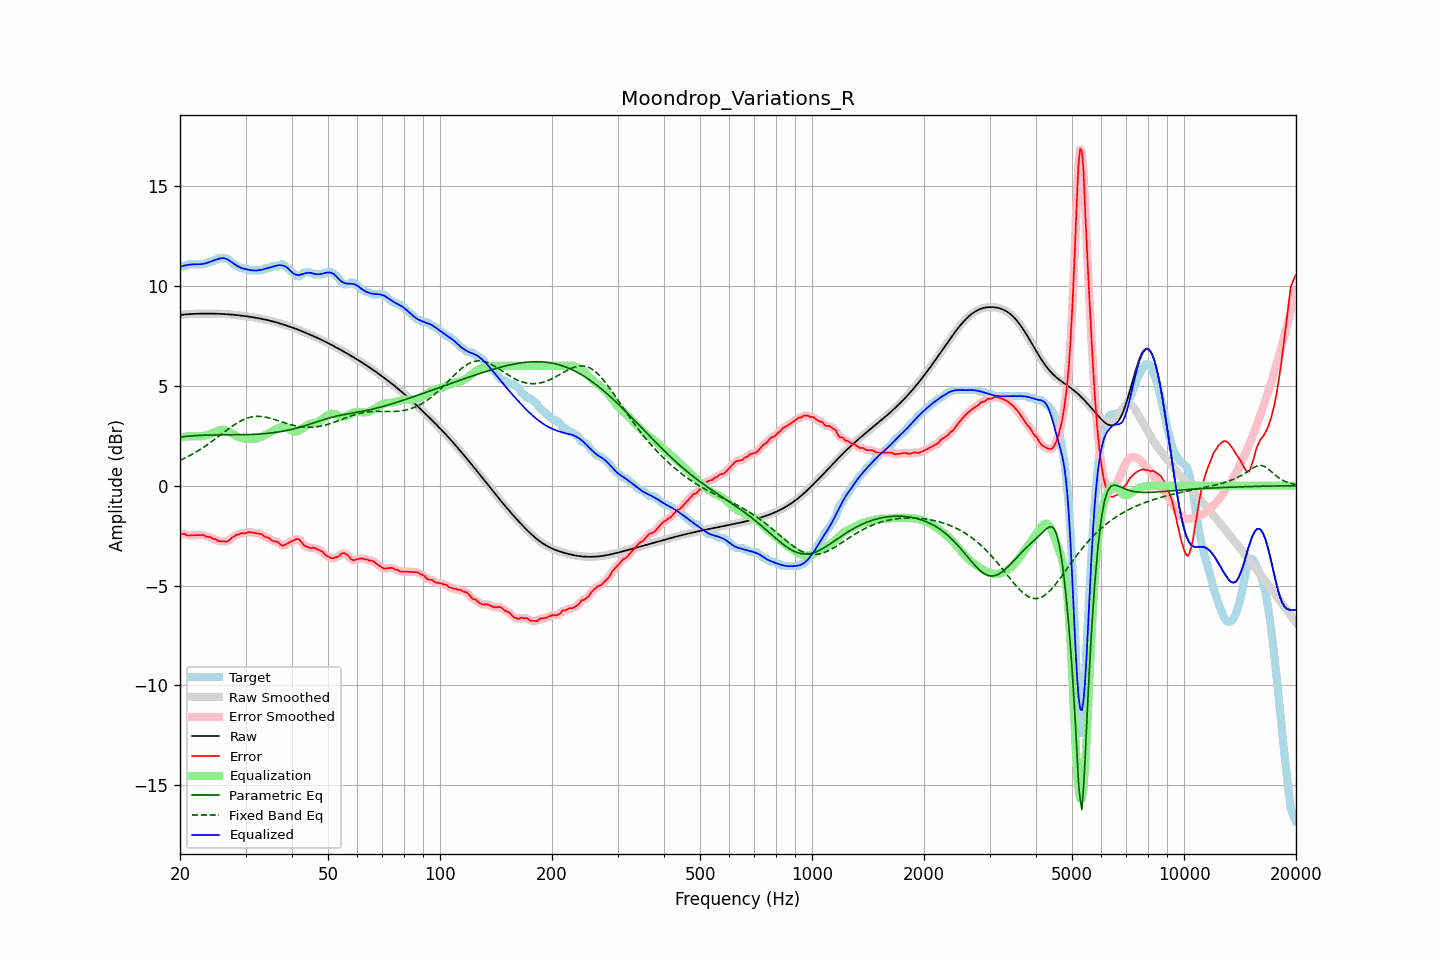 Moondrop_Variations_R
Amplitude (dBr)
15
10
5
0
−5
−10
−15
Target
Raw Smoothed
Error Smoothed
Raw
Error
Equalization
Parametric Eq
Fixed Band Eq
Equalized
20 50 100 200 500 1000 2000 5000 10000 20000
Frequency (Hz)